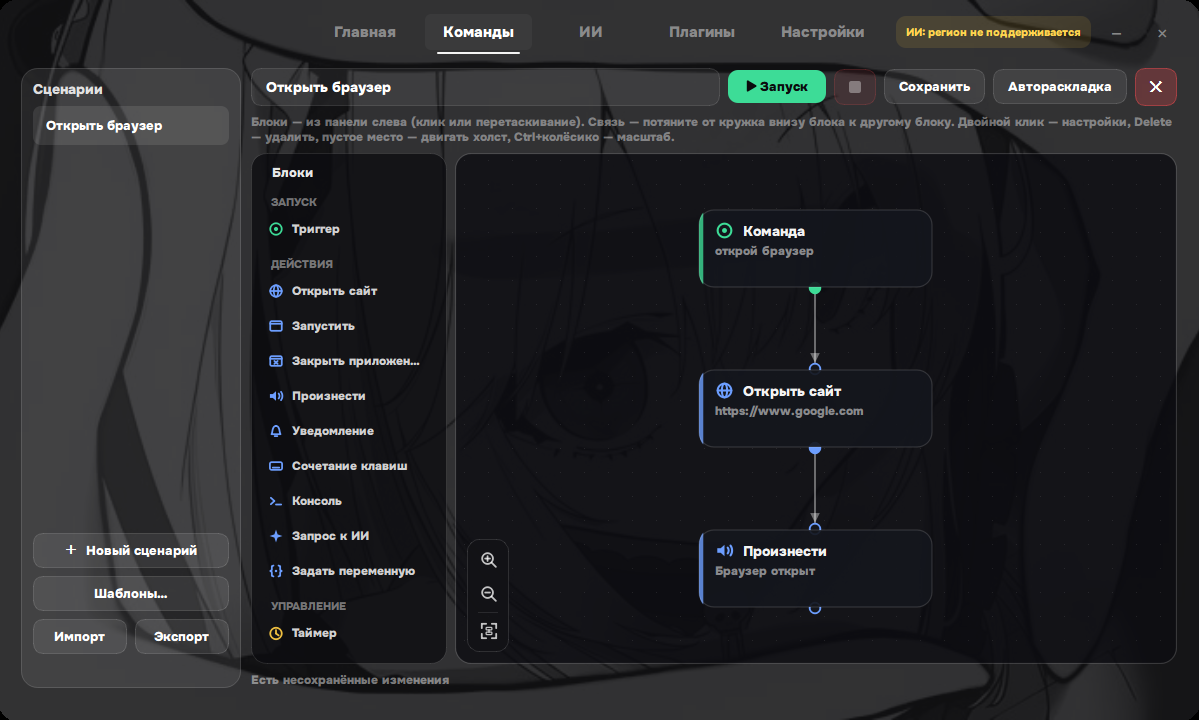 Главная
Команды
ИИ
Плагины
Настройки
ИИ: регион не поддерживается
Сценарии
Открыть браузер
+ Новый сценарий
Шаблоны...
Импорт
Экспорт
Открыть браузер
Запуск
Сохранить
Автораскладка
Блоки — из панели слева (клик или перетаскивание). Связь — потяните от кружка внизу блока к другому блоку. Двойной клик — настройки, Delete
— удалить, пустое место — двигать холст, Ctrl+колёсико — масштаб.
Блоки
ЗАПУСК
Триггер
ДЕЙСТВИЯ
Открыть сайт
Запустить
Закрыть приложен...
Произнести
Уведомление
Сочетание клавиш
Консоль
Запрос к ИИ
Задать переменную
УПРАВЛЕНИЕ
Таймер
Команда
открой браузер
Открыть сайт
https://www.google.com
Произнести
Браузер открыт
Есть несохранённые изменения